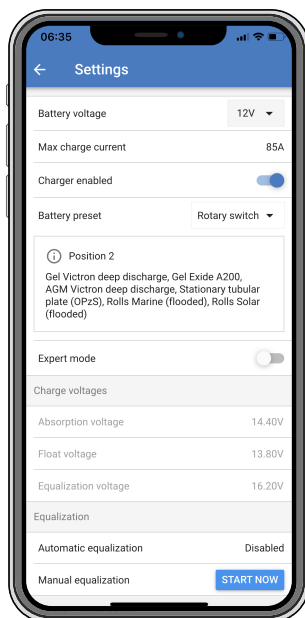 06:35
Settings
Battery voltage 12V
Max charge current 85A
Charger enabled
Battery preset Rotary switch
Position 2
Gel Victron deep discharge, Gel Exide A200,
AGM Victron deep discharge, Stationary tubular
plate (OPzS), Rolls Marine (flooded), Rolls Solar
(flooded)
Expert mode
Charge voltages
Absorption voltage 14.40V
Float voltage 13.80V
Equalization voltage 16.20V
Equalization
Automatic equalization Disabled
Manual equalization START NOW